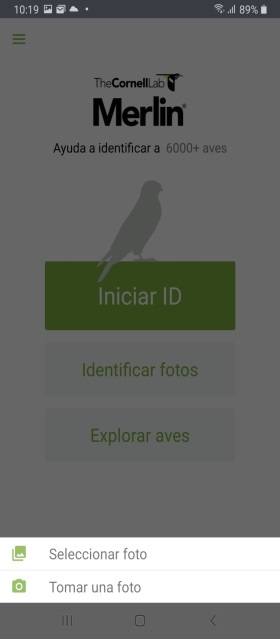 10:19 89%
TheCornellLab
Merlin®
Ayuda a identificar a 6000+ aves
Iniciar ID
Identificar fotos
Explorar aves
Seleccionar foto
Tomar una foto